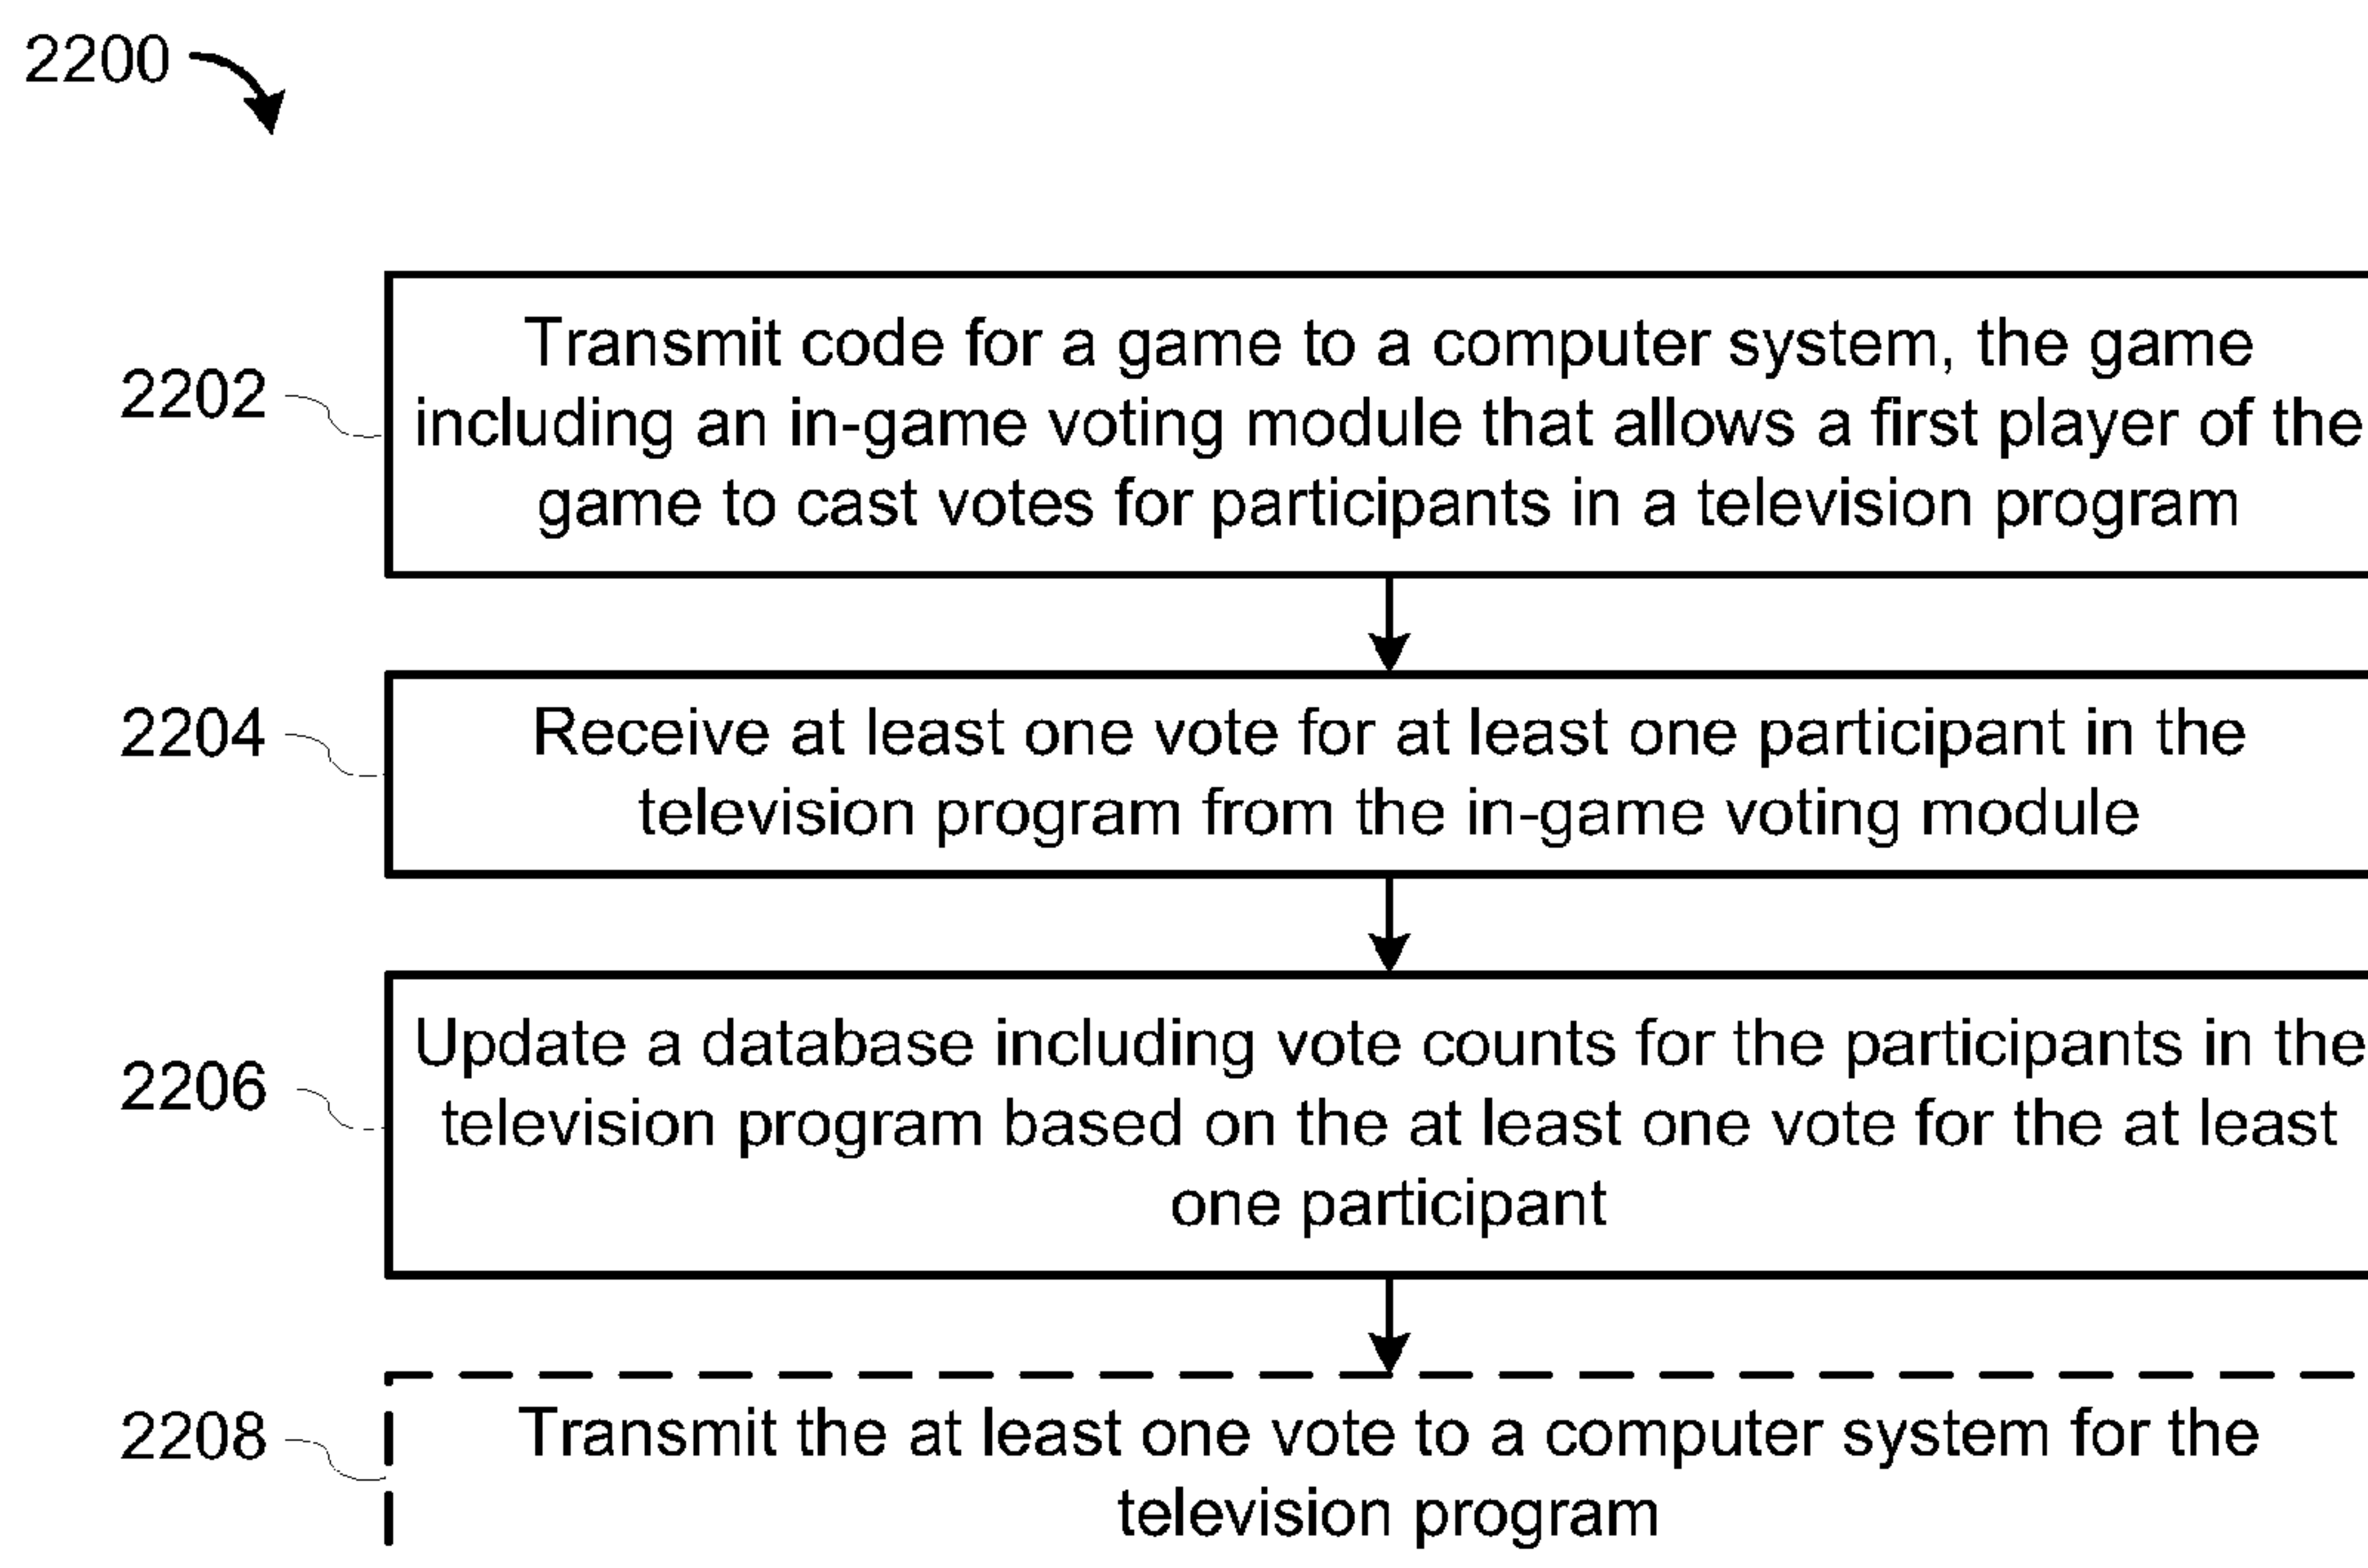 2200
2202
Transmit code for a game to a computer system, the game
including an in-game voting module that allows a first player of the
game to cast votes for participants in a television program
2204
Receive at least one vote for at least one participant in the
television program from the in-game voting module
2206
Update a database including vote counts for the participants in the
television program based on the at least one vote for the at least
one participant
2208
Transmit the at least one vote to a computer system for the
television program